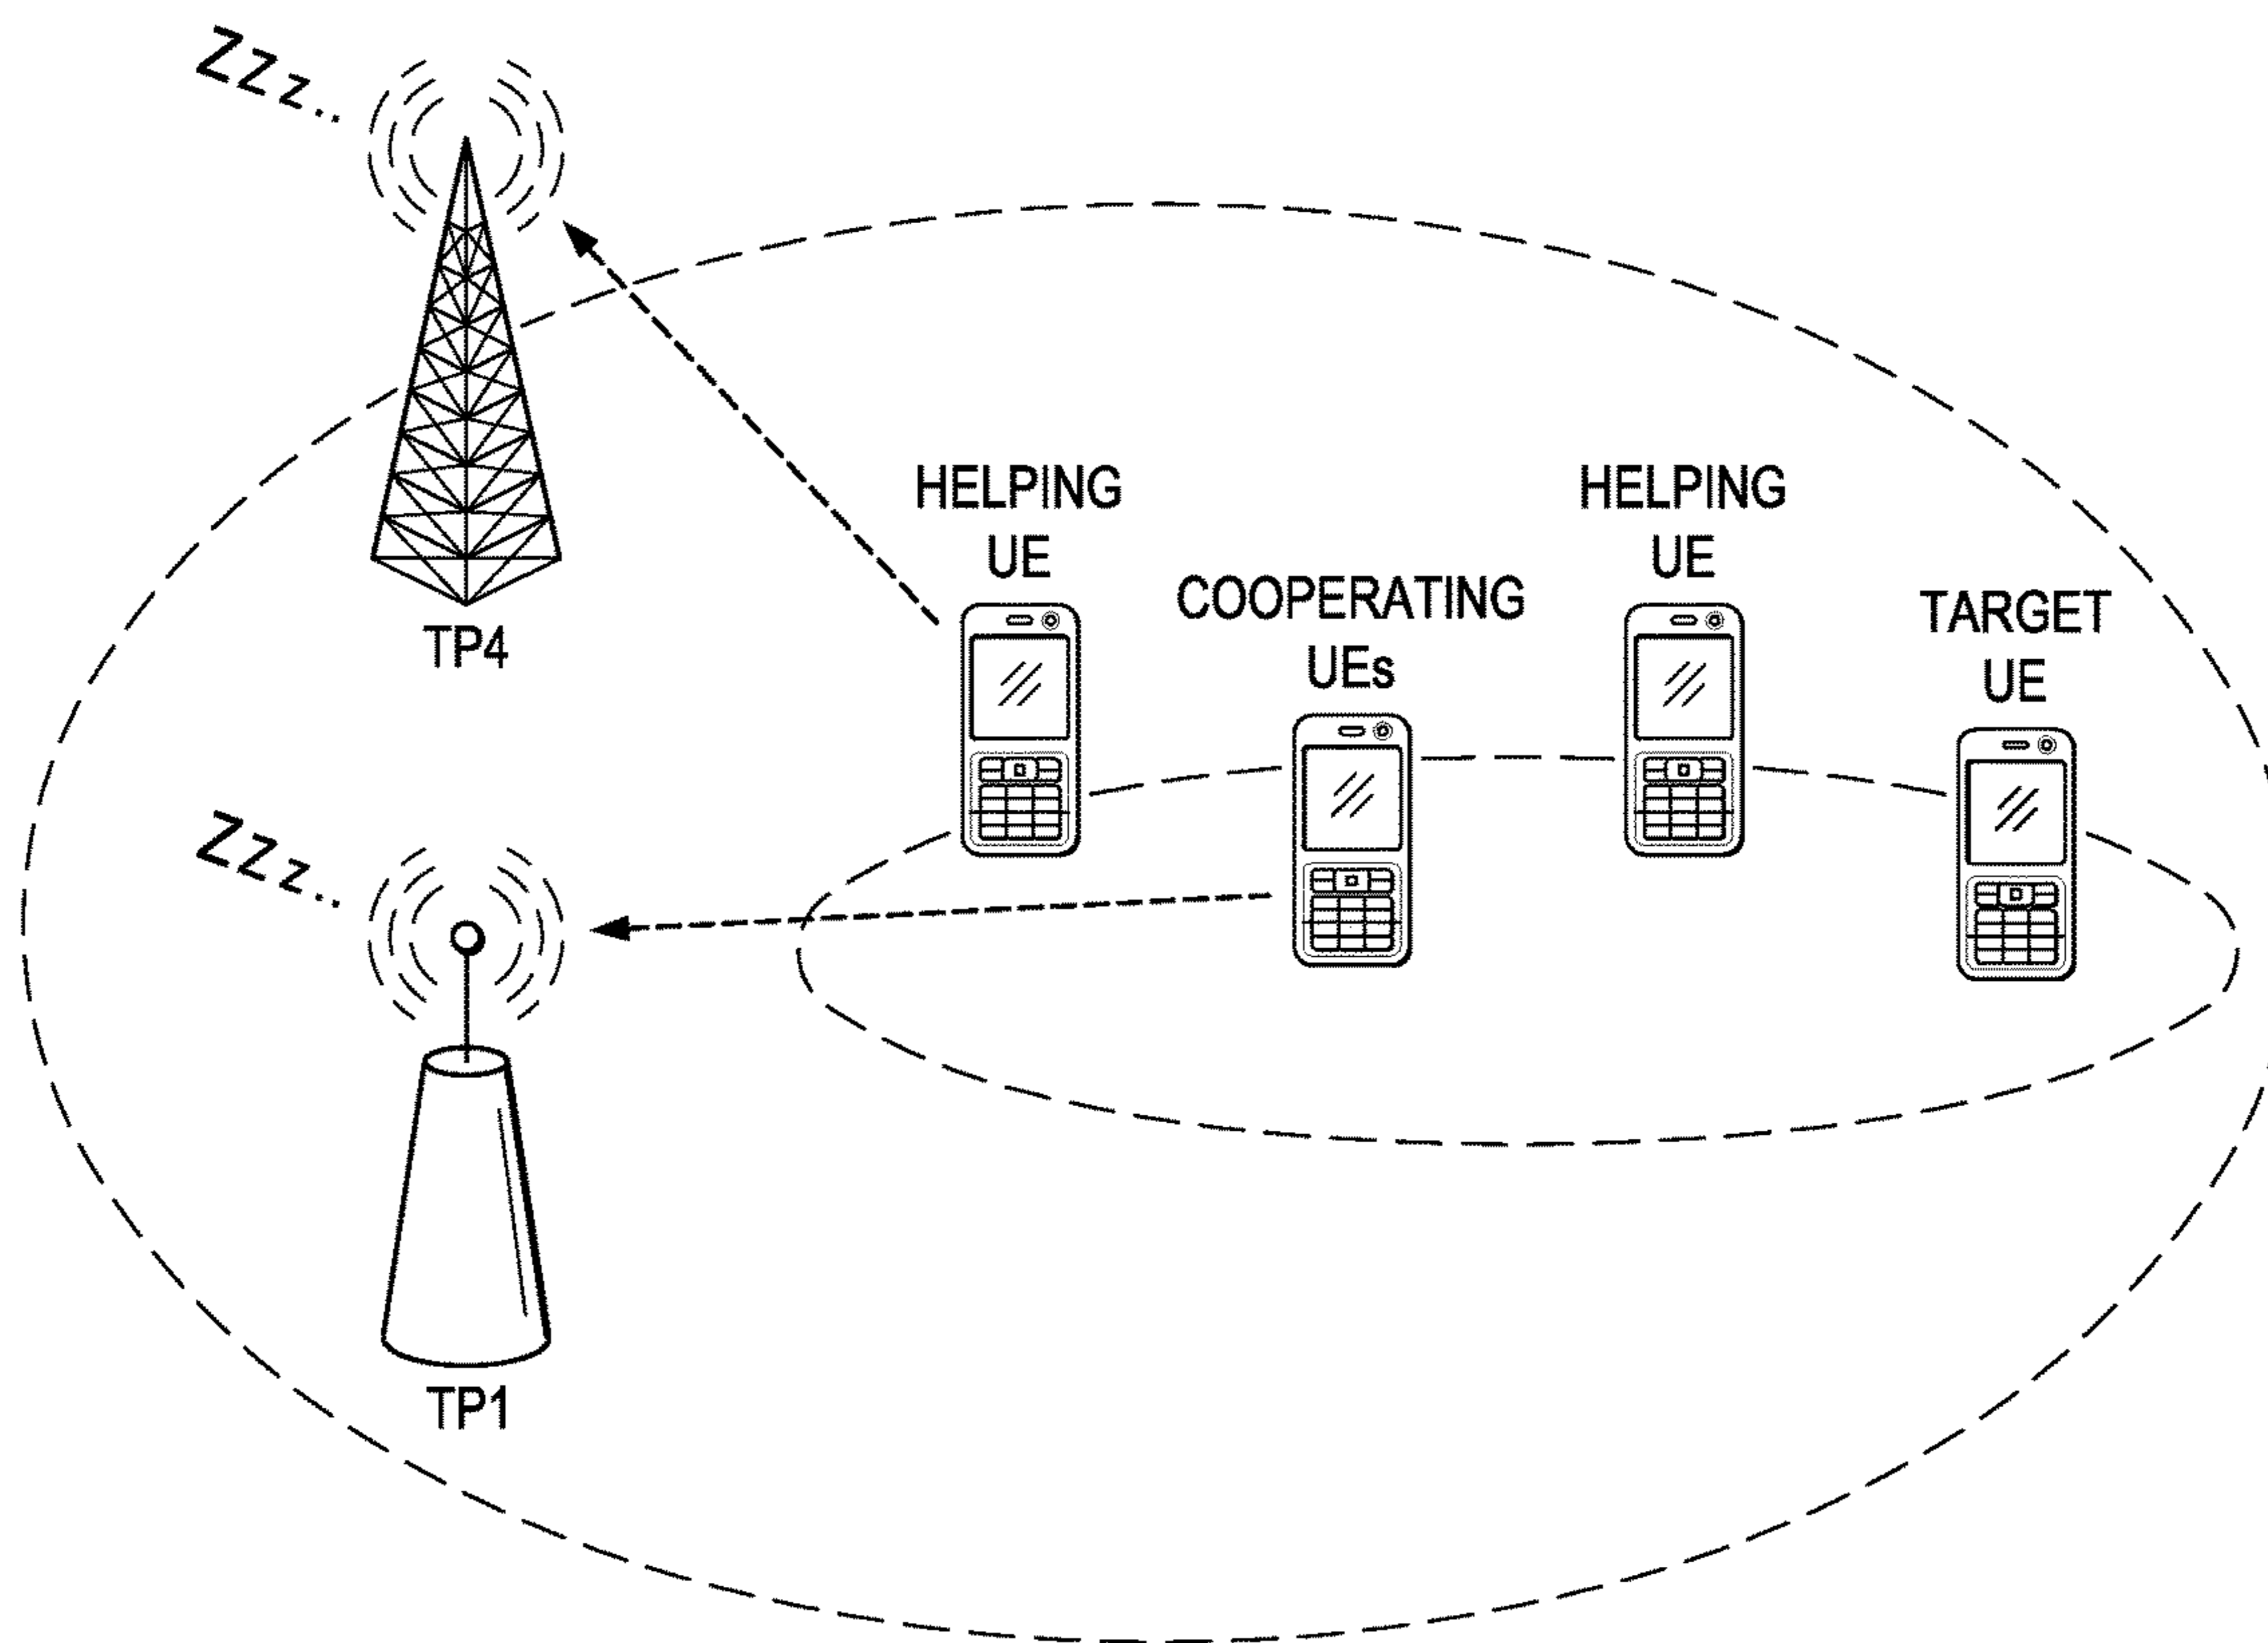 ZZz..
HELPING
UE
HELPING
UE
COOPERATING
UEs
TARGET
UE
TP4
ZZz..
TP1